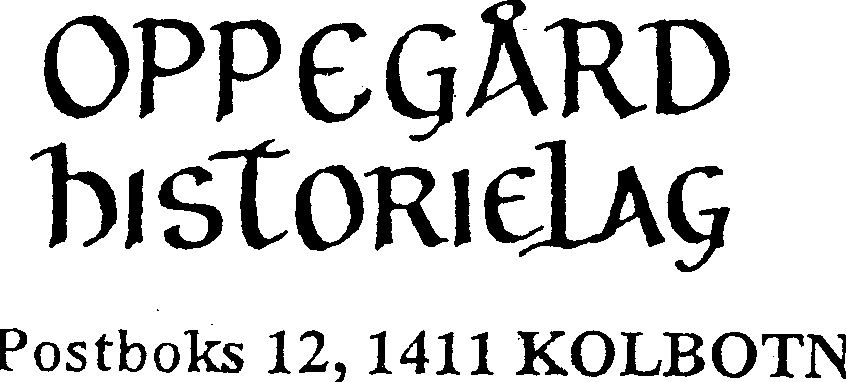 OPPEGÅRD
hISTORIELAG
Postboks 12, 1411 KOLBOTN